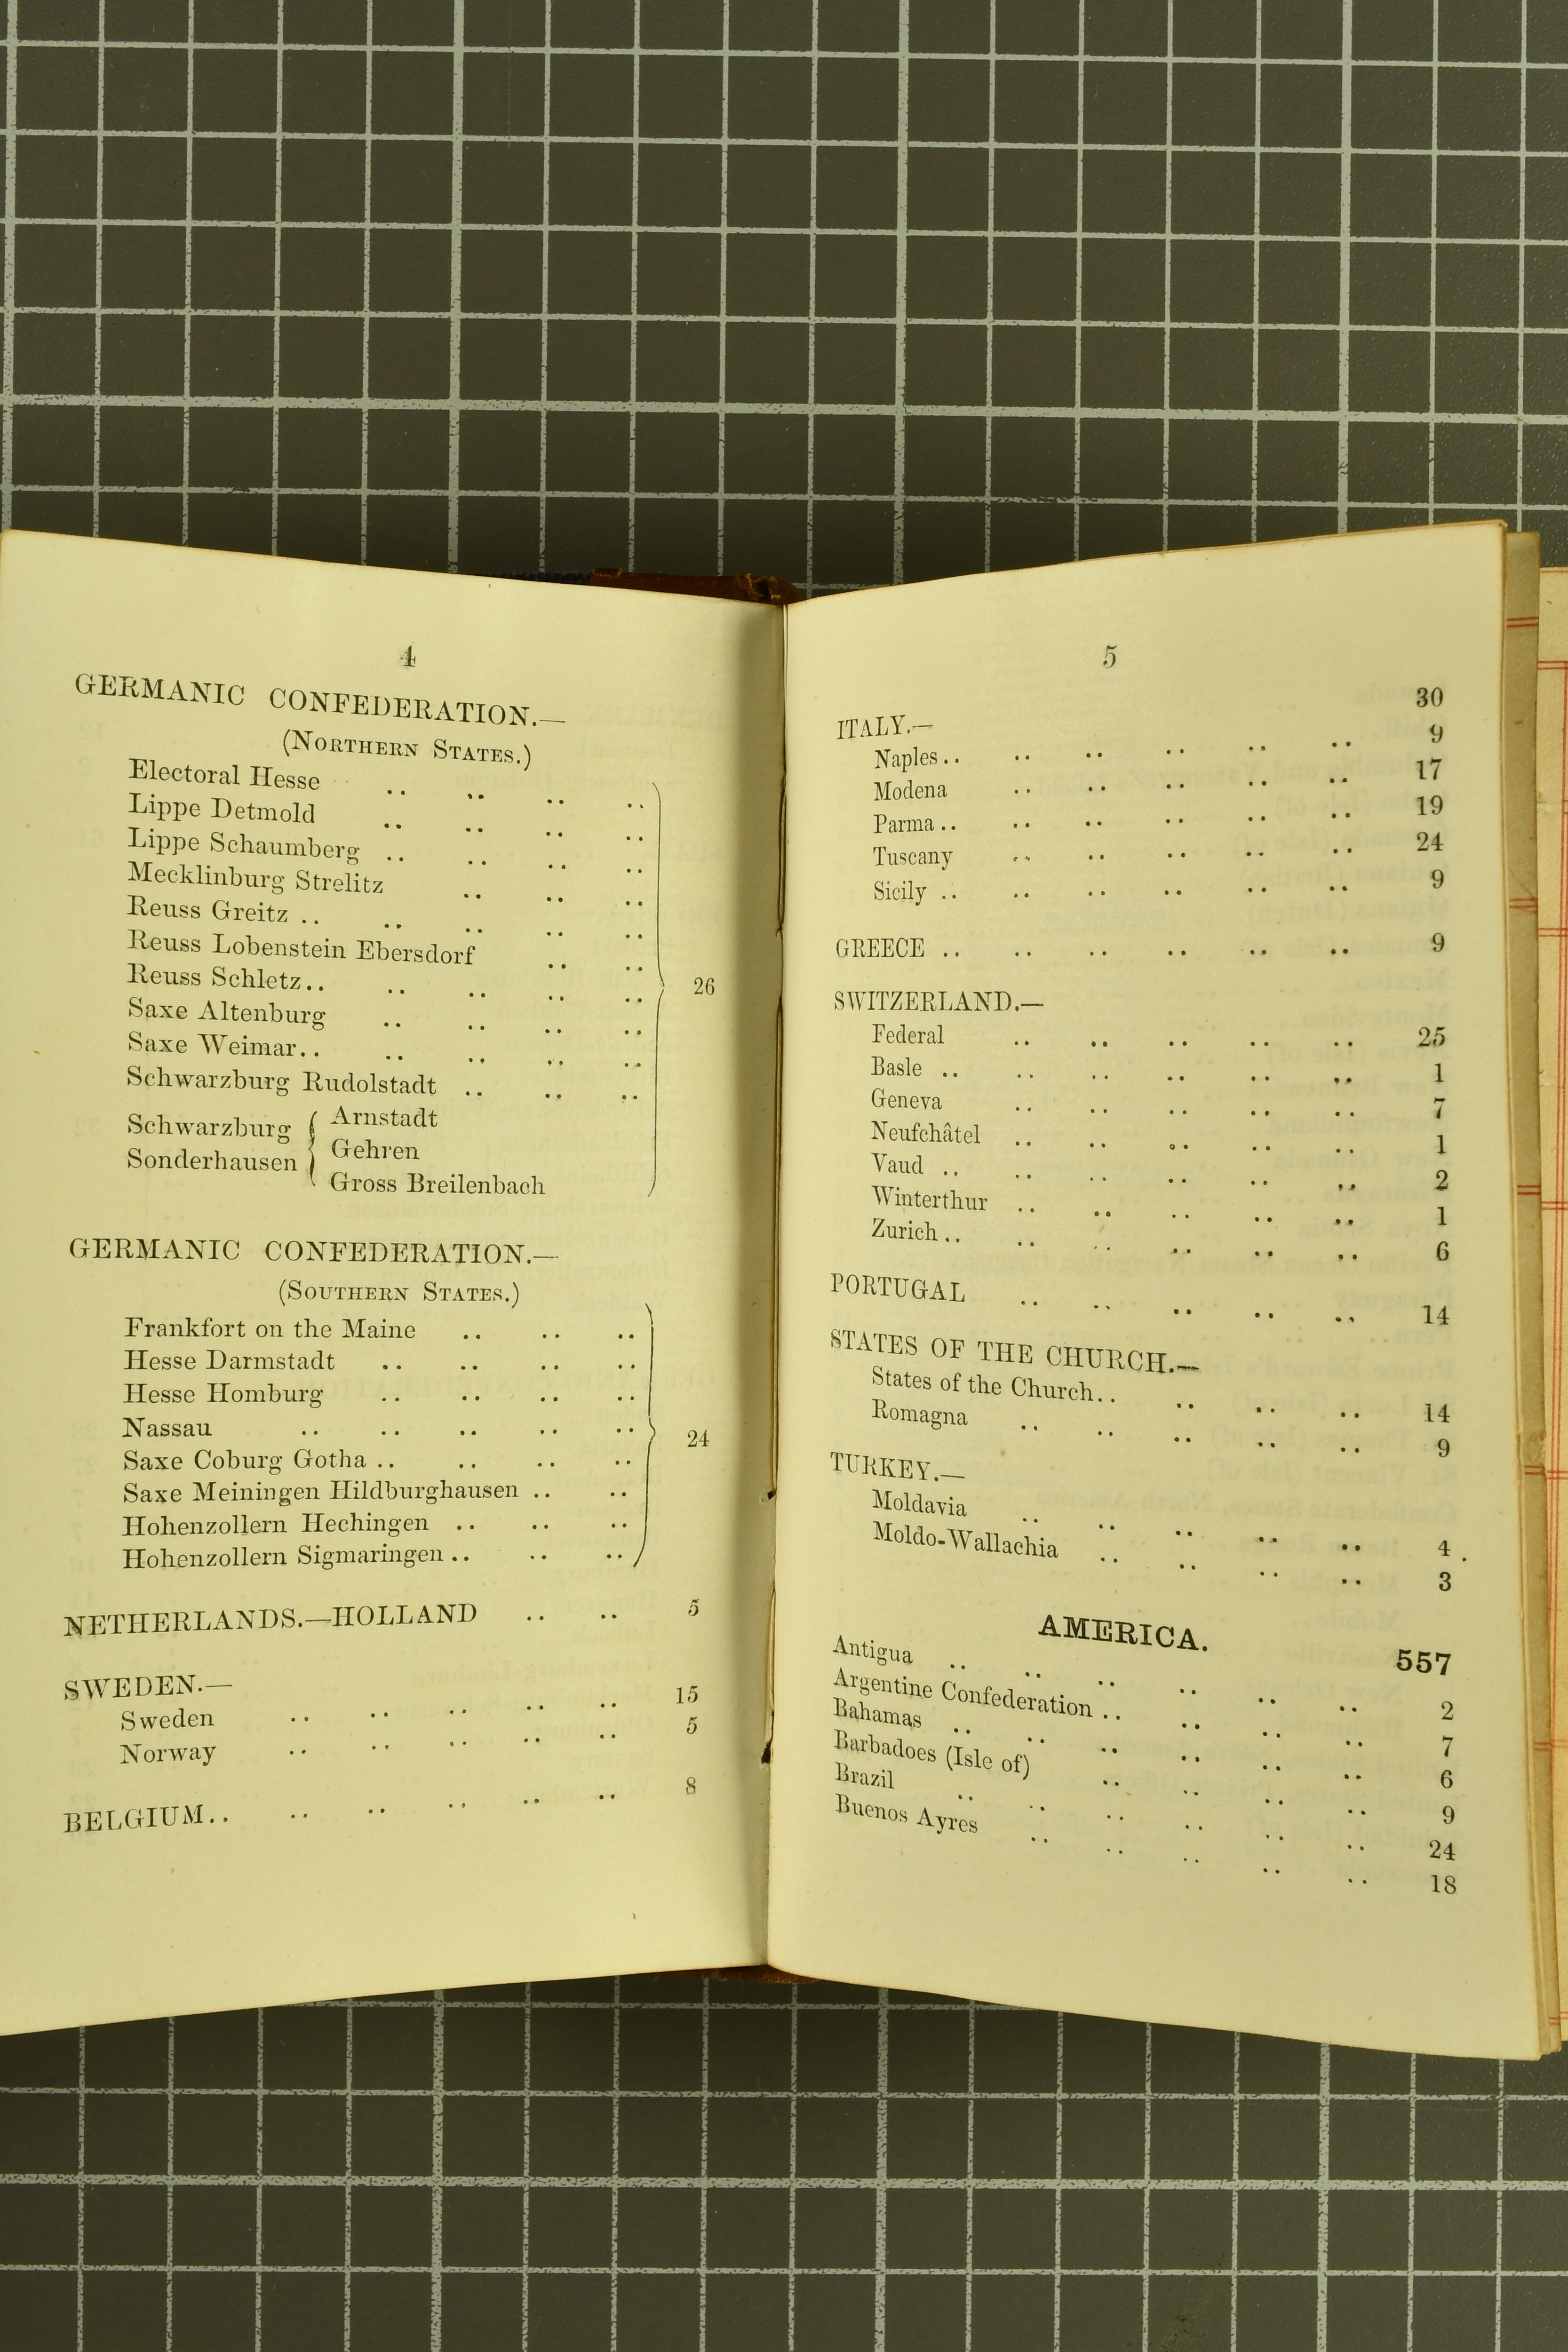 4
GERMANIC CONFEDERATION.—
(NORTHERN STATES.)
Electoral Hesse .. .. .. ..
Lippe Detmold .. .. .. ..
Lippe Schaumberg .. .. .. ..
Mecklinburg Strelitz .. .. ..
Reuss Greitz .. .. .. .. ..
Reuss Lobenstein Ebersdorf .. ..
Reuss Schletz .. .. .. .. ..
26
Saxe Altenburg .. .. .. ..
Saxe Weimar .. .. .. .. ..
Schwarzburg Rudolstadt .. .. ..
Schwarzburg Sonderhausen { Arnstadt
Gehren
Gross Breilenbach
GERMANIC CONFEDERATION.—
(SOUTHERN STATES.)
Frankfort on the Maine .. .. ..
Hesse Darmstadt .. .. .. ..
Hesse Homburg .. .. .. ..
Nassau .. .. .. .. ..
24
Saxe Coburg Gotha .. .. .. ..
Saxe Meiningen Hildburghausen .. ..
Hohenzollern Hechingen .. .. ..
Hohenzollern Sigmaringen .. .. ..
NETHERLANDS.—HOLLAND .. .. 5
SWEDEN.—
Sweden .. .. .. .. .. 15
Norway .. .. .. .. .. 5
BELGIUM .. .. .. .. .. .. 8
5
ITALY.— 30
Naples .. .. .. .. .. .. 9
Modena .. .. .. .. .. 17
Parma .. .. .. .. .. .. 19
Tuscany .. .. .. .. .. 24
Sicily .. .. .. .. .. .. 9
GREECE .. .. .. .. .. .. 9
SWITZERLAND.—
Federal .. .. .. .. .. 25
Basle .. .. .. .. .. .. 1
Geneva .. .. .. .. .. 7
Neufchâtel .. .. .. .. .. 1
Vaud .. .. .. .. .. .. 2
Winterthur .. .. .. .. .. 1
Zurich .. .. .. .. .. .. 6
PORTUGAL .. .. .. .. .. 14
STATES OF THE CHURCH.—
States of the Church .. .. .. .. 14
Romagna .. .. .. .. .. 9
TURKEY.—
Moldavia .. .. .. .. .. 4
Moldo-Wallachia .. .. .. .. 3
AMERICA. 557
Antigua .. .. .. .. .. .. 2
Argentine Confederation .. .. .. .. 7
Bahamas .. .. .. .. .. .. 6
Barbadoes (Isle of) .. .. .. .. 9
Brazil .. .. .. .. .. .. 24
Buenos Ayres .. .. .. .. .. 18